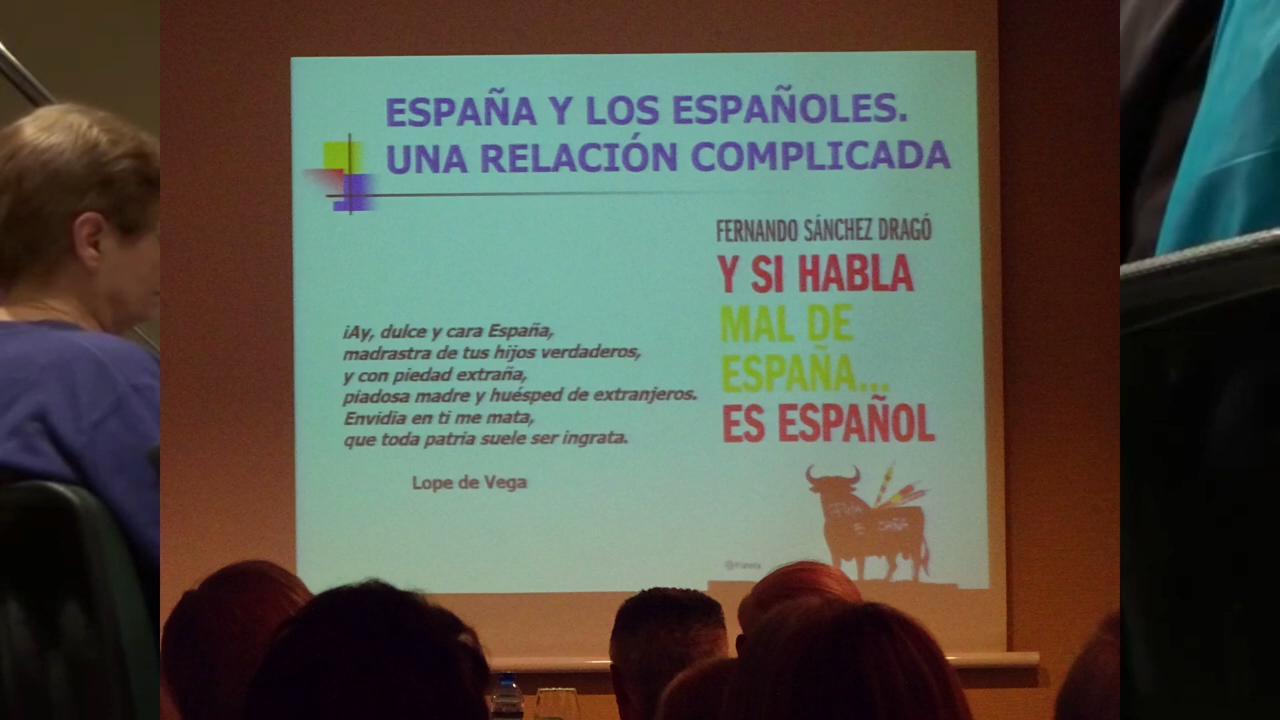 ESPAÑA Y LOS ESPAÑOLES.
UNA RELACIÓN COMPLICADA
FERNANDO SÁNCHEZ DRAGÓ
Y SI HABLA
MAL DE
ESPAÑA...
ES ESPAÑOL
¡Ay, dulce y cara España,
madrastra de tus hijos verdaderos,
y con piedad extraña,
piadosa madre y huésped de extranjeros.
Envidia en ti me mata,
que toda patria suele ser ingrata.
Lope de Vega
Planeta